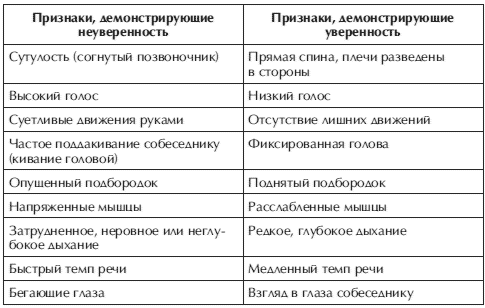 Признаки, демонстрирующие неуверенность
Признаки, демонстрирующие уверенность
Сутулость (согнутый позвоночник)
Прямая спина, плечи разведены в стороны
Высокий голос
Низкий голос
Суетливые движения руками
Отсутствие лишних движений
Частое поддакивание собеседнику (кивание головой)
Фиксированная голова
Опущенный подбородок
Поднятый подбородок
Напряженные мышцы
Расслабленные мышцы
Затрудненное, неровное или неглубокое дыхание
Редкое, глубокое дыхание
Быстрый темп речи
Медленный темп речи
Бегающие глаза
Взгляд в глаза собеседнику